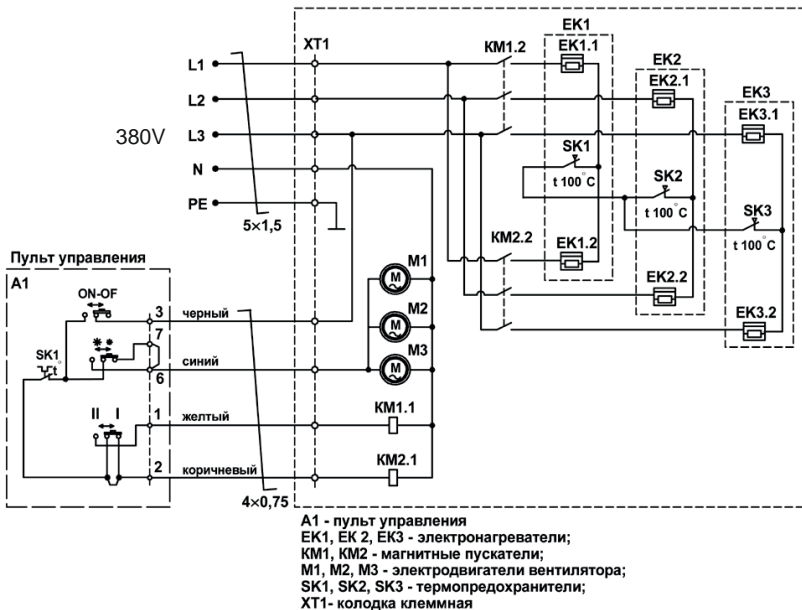 EK1
XT1
KM1.2
EK1.1
EK2
L1
EK2.1
EK3
L2
EK3.1
380V
L3
SK1
N
t 100°C
SK2
PE
t 100°C
SK3
5×1,5
KM2.2
t 100°C
EK1.2
Пульт управления
M1
A1
M
EK2.2
ON-OF
M2
3
черный
M
EK3.2
7
SK1
M3
t°
синий
M
6
II I
1
желтый
KM1.1
2
коричневый
KM2.1
4×0,75
A1 - пульт управления
EK1, EK 2, EK3 - электронагреватели;
KM1, KM2 - магнитные пускатели;
M1, M2, M3 - электродвигатели вентилятора;
SK1, SK2, SK3 - термопредохранители;
XT1- колодка клеммная